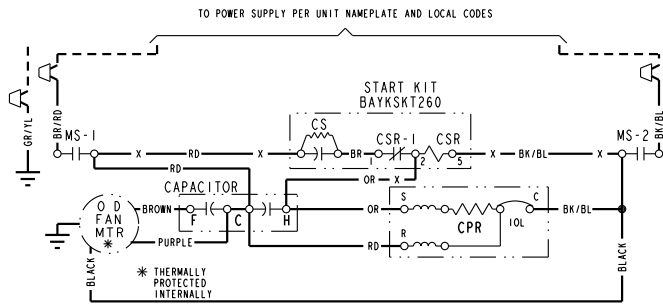 TO POWER SUPPLY PER UNIT NAMEPLATE AND LOCAL CODES
START KIT
BAYKSKT260
GR/YL
BR/RD
BK/BL
MS-1
CS
CSR-1
CSR
MS-2
X
RD
X
BR
1
2
5
X
BK/BL
X
RD
OR
X
CAPACITOR
O D
FAN
MTR
*
BROWN
F
C
H
OR
S
C
CPR
IOL
BK/BL
PURPLE
RD
R
BLACK
BLACK
* THERMALLY
PROTECTED
INTERNALLY